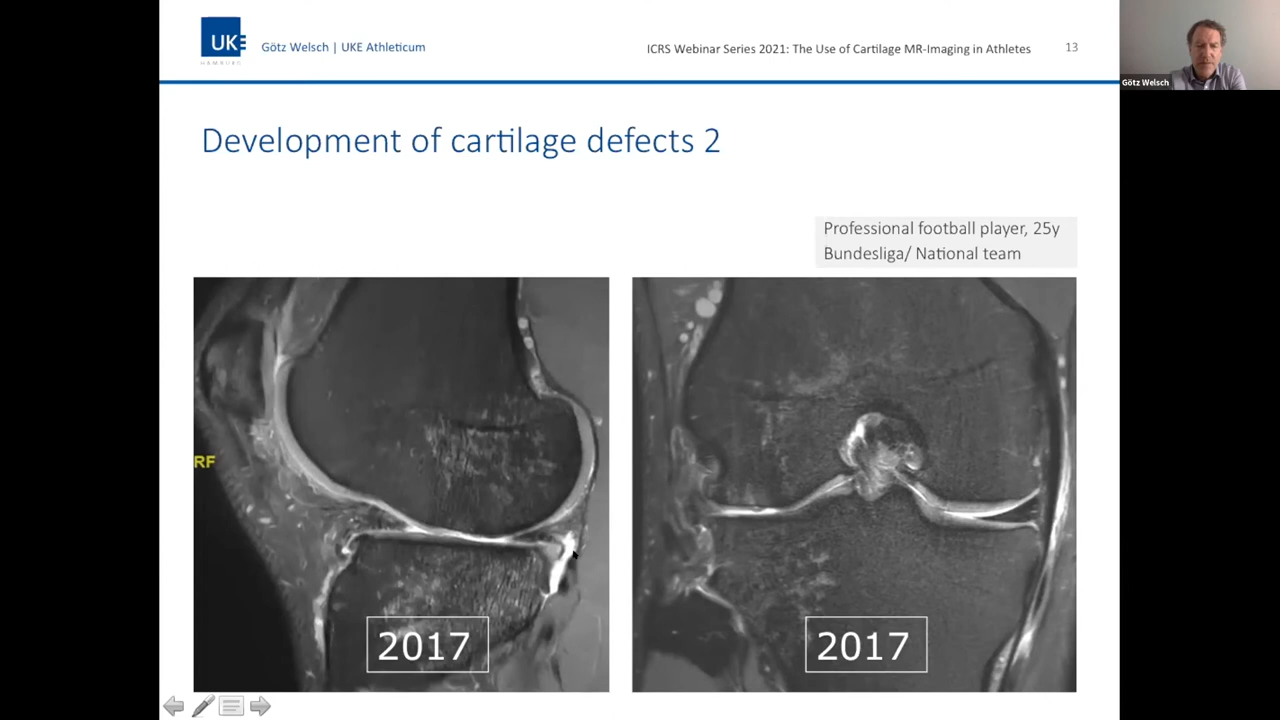 UKE
HAMBURG
Götz Welsch | UKE Athleticum
ICRS Webinar Series 2021: The Use of Cartilage MR-Imaging in Athletes
13
Götz Welsch
Development of cartilage defects 2
Professional football player, 25y
Bundesliga/ National team
RF
2017
2017